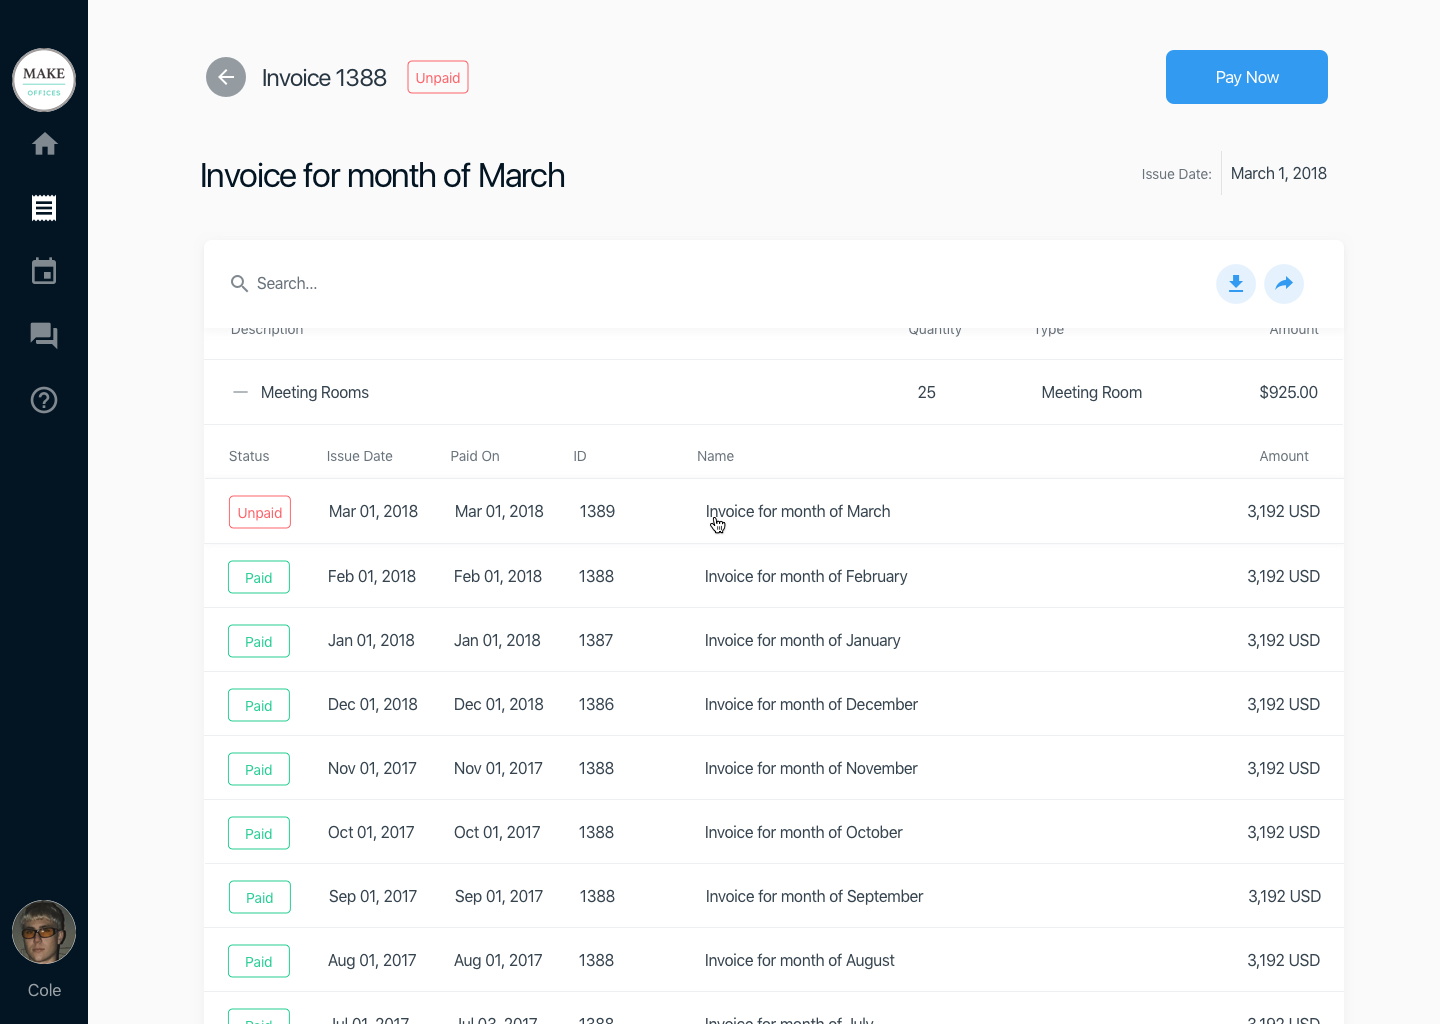 MAKE
OFFICES
Invoice 1388 Unpaid Pay Now
Invoice for month of March Issue Date: March 1, 2018
Search...
Description Quantity Type Amount
Meeting Rooms 25 Meeting Room $925.00
Status Issue Date Paid On ID Name Amount
Unpaid Mar 01, 2018 Mar 01, 2018 1389 Invoice for month of March 3,192 USD
Paid Feb 01, 2018 Feb 01, 2018 1388 Invoice for month of February 3,192 USD
Paid Jan 01, 2018 Jan 01, 2018 1387 Invoice for month of January 3,192 USD
Paid Dec 01, 2018 Dec 01, 2018 1386 Invoice for month of December 3,192 USD
Paid Nov 01, 2017 Nov 01, 2017 1388 Invoice for month of November 3,192 USD
Paid Oct 01, 2017 Oct 01, 2017 1388 Invoice for month of October 3,192 USD
Paid Sep 01, 2017 Sep 01, 2017 1388 Invoice for month of September 3,192 USD
Paid Aug 01, 2017 Aug 01, 2017 1388 Invoice for month of August 3,192 USD
Paid Jul 01, 2017 Jul 03, 2017 1388 Invoice for month of July 3,192 USD
Cole